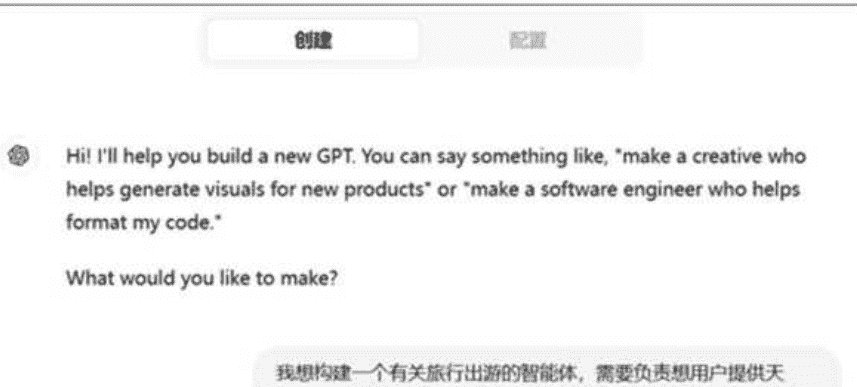 创建
配置
Hi! I'll help you build a new GPT. You can say something like, "make a creative who
helps generate visuals for new products" or "make a software engineer who helps
format my code."
What would you like to make?
我想构建一个有关旅行出游的智能体，需要负责想用户提供天